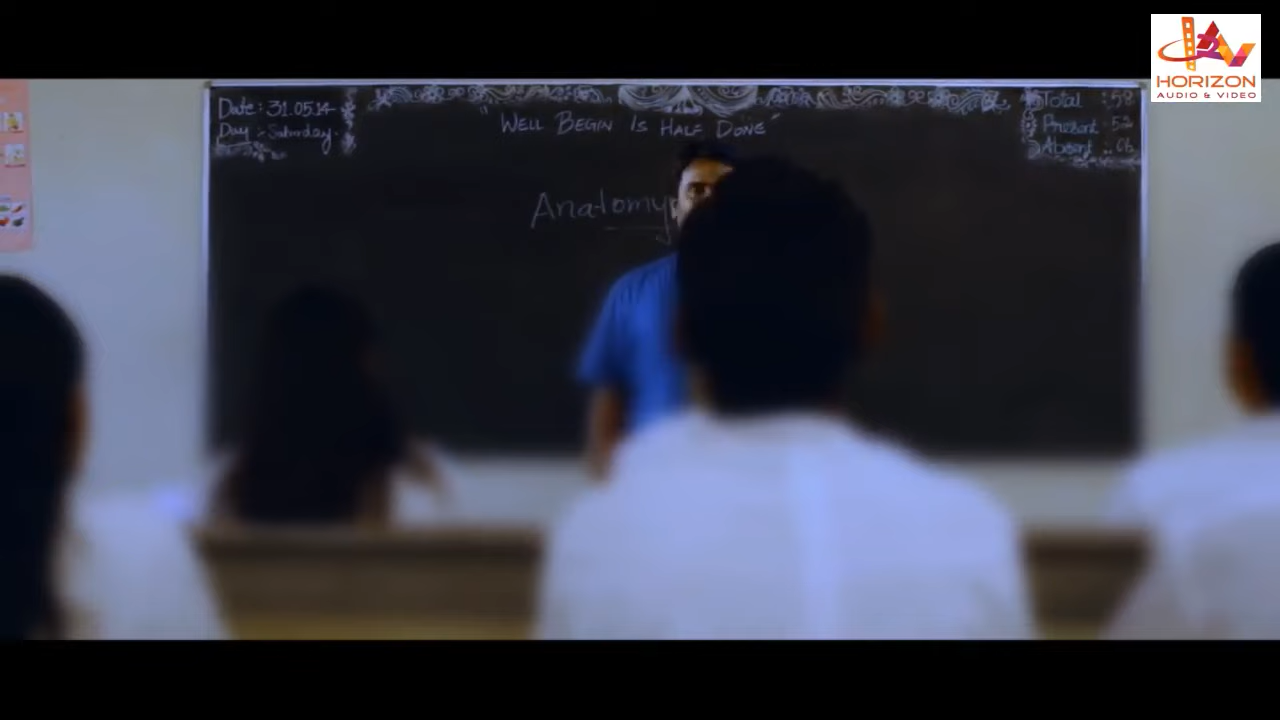 HORIZON
AUDIO & VIDEO
Date: 31.05.14
Day :- Saturday.
"WELL BEGIN IS HALF DONE"
Total : 58
Present : 52
Absent : 06
Anatomy